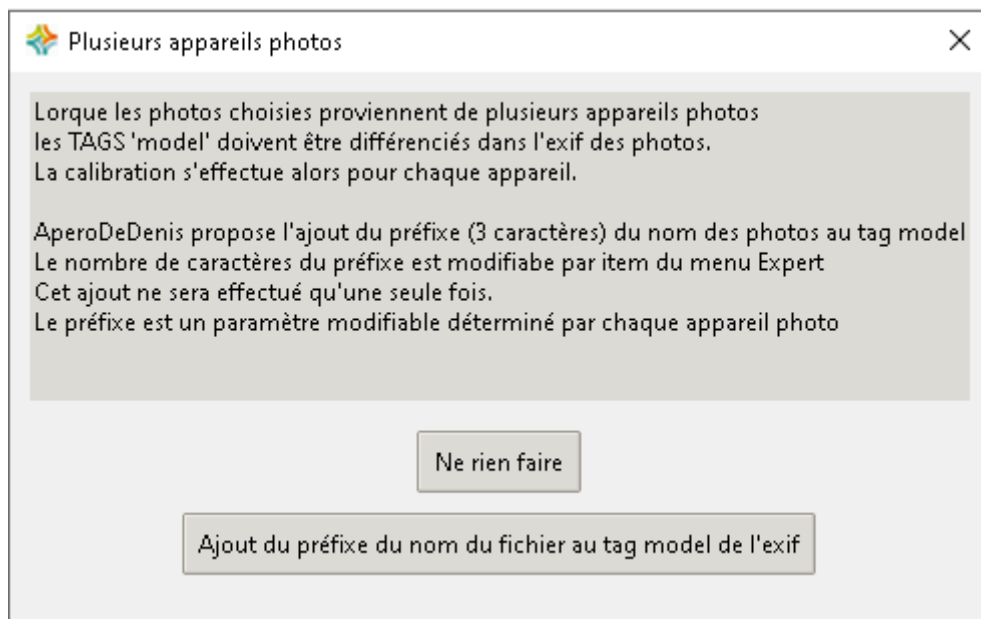 Plusieurs appareils photos
Lorque les photos choisies proviennent de plusieurs appareils photos
les TAGS 'model' doivent être différenciés dans l'exif des photos.
La calibration s'effectue alors pour chaque appareil.
AperoDeDenis propose l'ajout du préfixe (3 caractères) du nom des photos au tag model
Le nombre de caractères du préfixe est modifiabe par item du menu Expert
Cet ajout ne sera effectué qu'une seule fois.
Le préfixe est un paramètre modifiable déterminé par chaque appareil photo
Ne rien faire
Ajout du préfixe du nom du fichier au tag model de l'exif